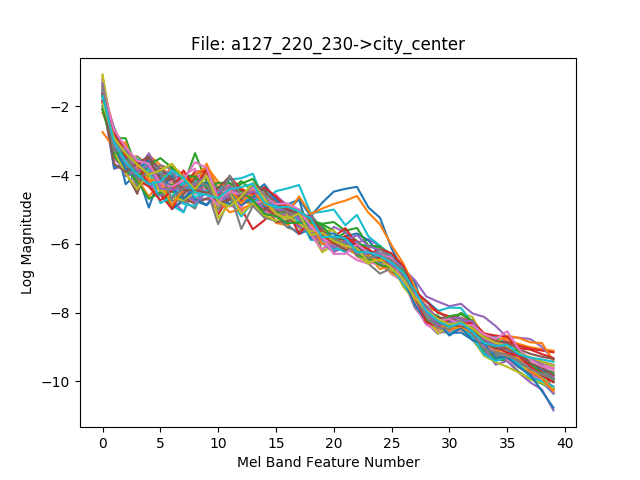 File: a127_220_230->city_center
Log Magnitude
−2
−4
−6
−8
−10
0 5 10 15 20 25 30 35 40
Mel Band Feature Number